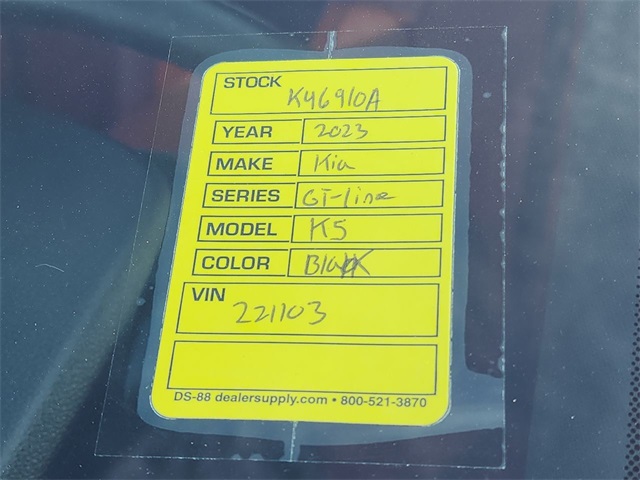 STOCK K46910A
YEAR 2023
MAKE Kia
SERIES GT-line
MODEL K5
COLOR Black
VIN 221103
DS-88 dealersupply.com • 800-521-3870